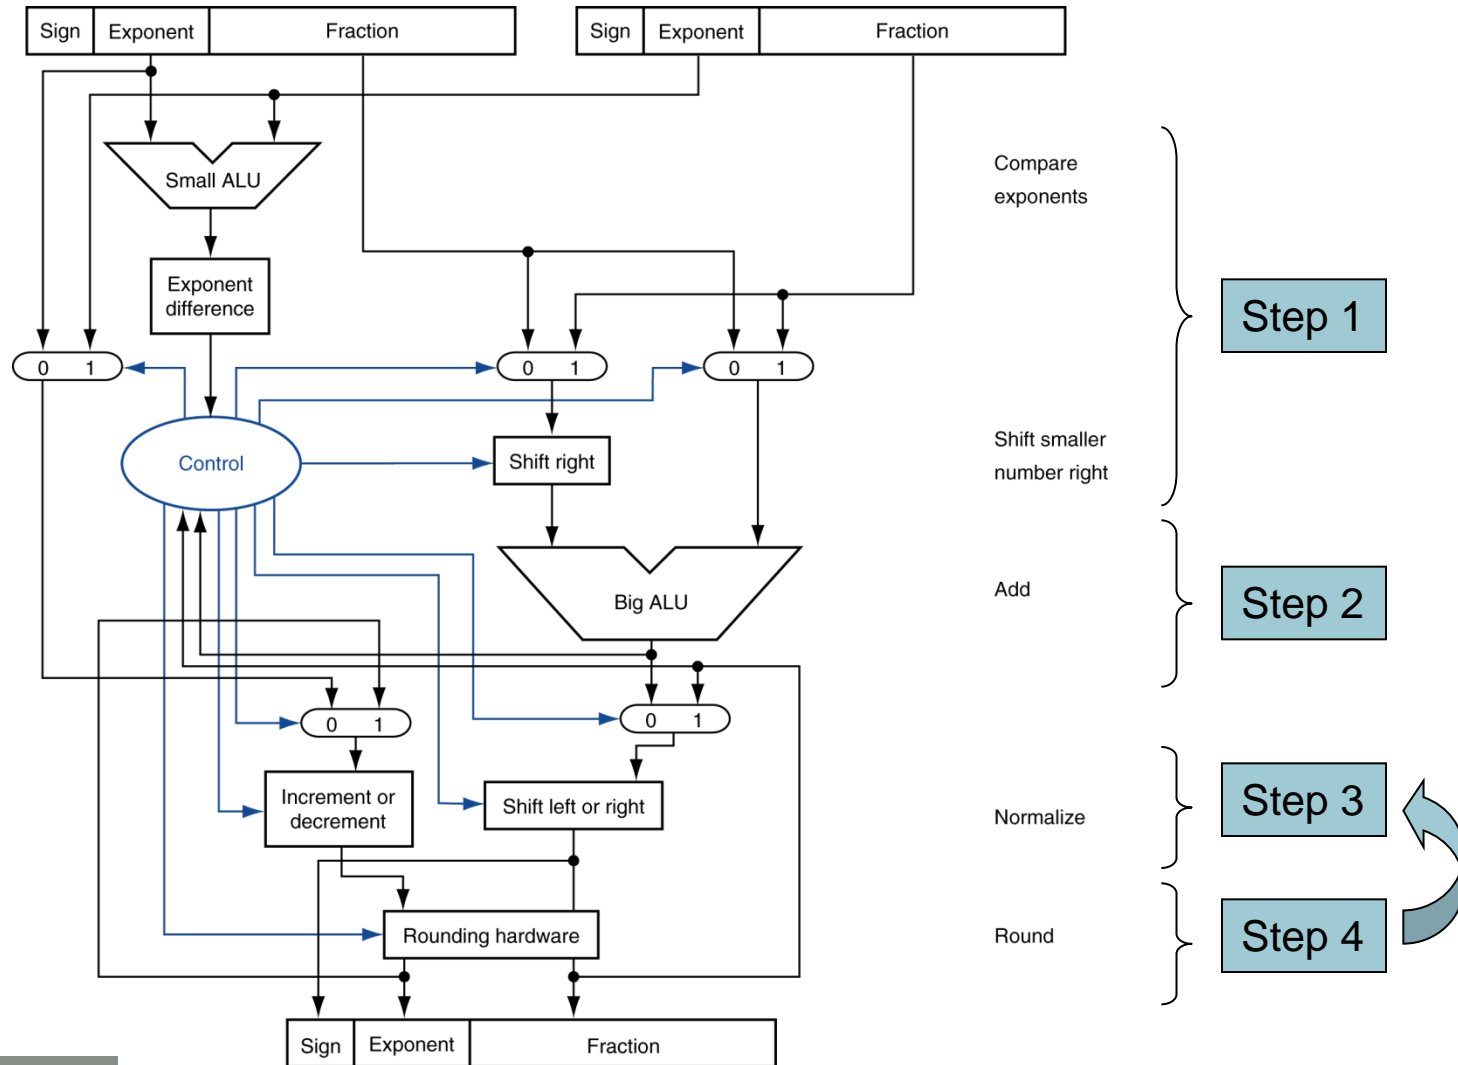 Sign Exponent Fraction Sign Exponent Fraction
Small ALU
Compare
exponents
Exponent
difference
Step 1
0 1 0 1 0 1
Shift smaller
number right
Control
Shift right
Big ALU
Add
Step 2
0 1 0 1
Increment or
decrement
Shift left or right
Normalize
Step 3
Rounding hardware
Round
Step 4
Sign Exponent Fraction